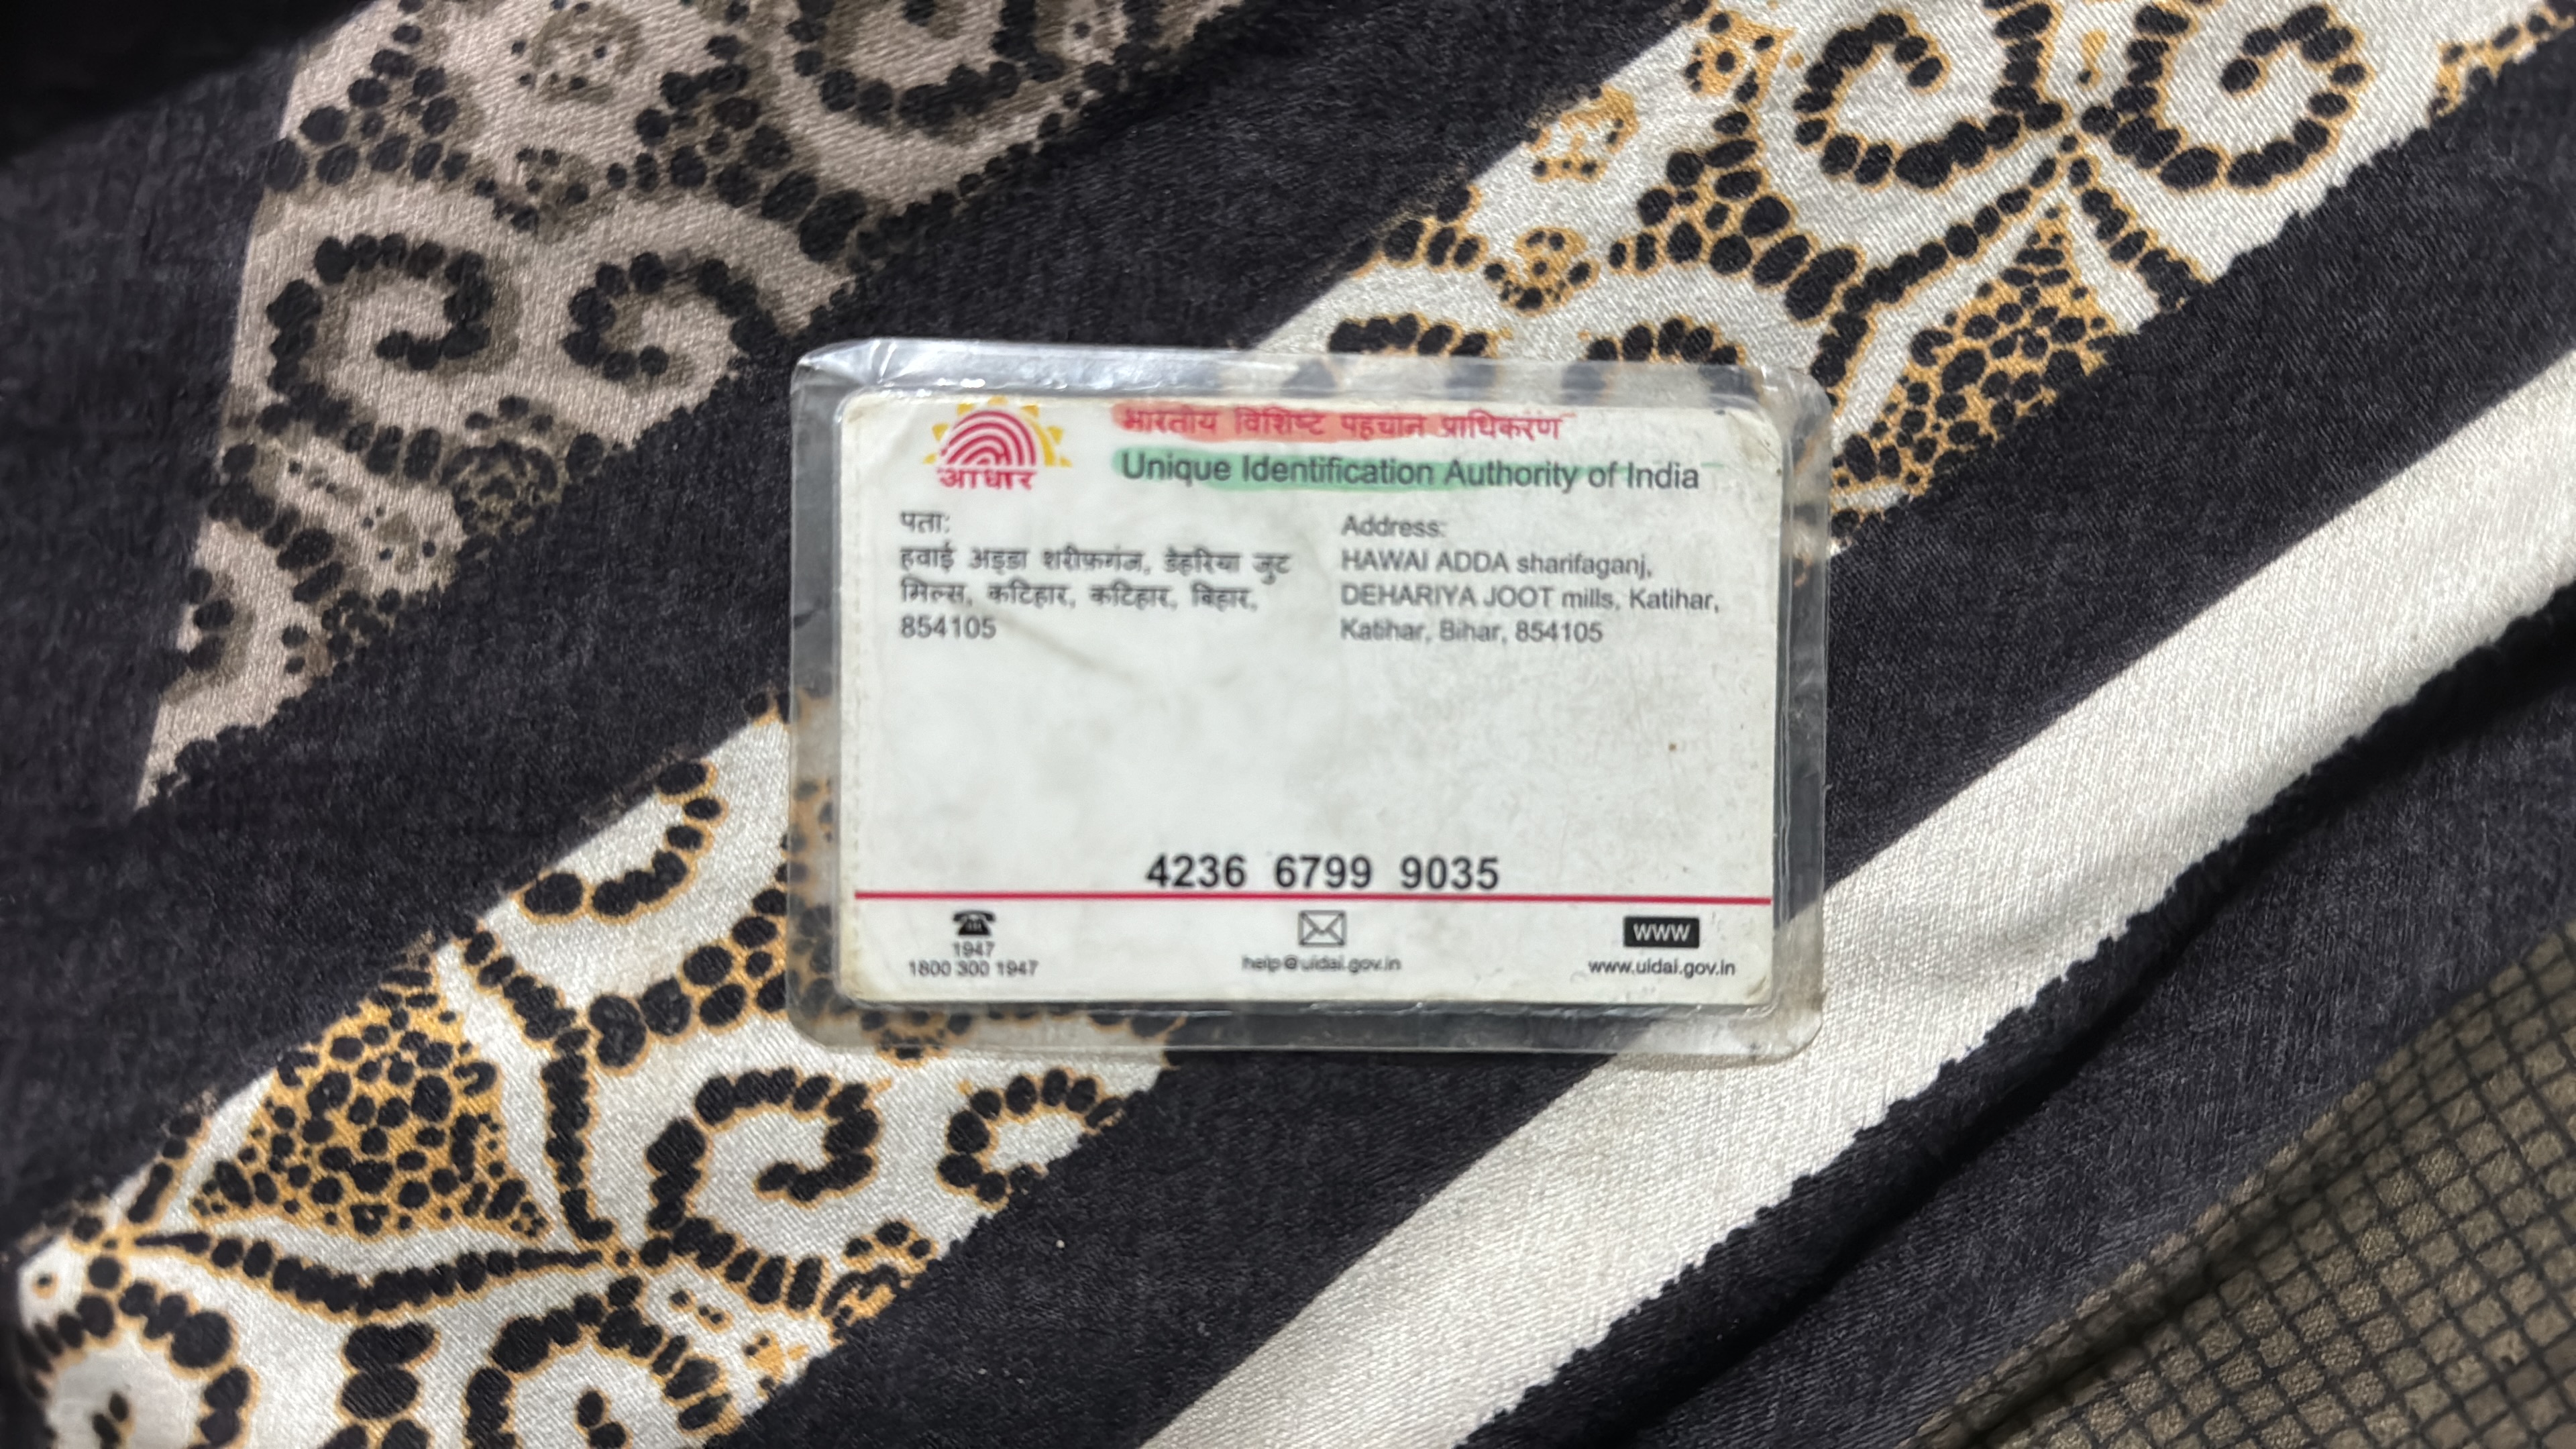 आधार
भारतीय विशिष्ट पहचान प्राधिकरण
Unique Identification Authority of India
पता:
हवाई अड्डा शरीफ़गंज, डेहरिया जुट
मिल्स, कटिहार, कटिहार, बिहार,
854105
Address:
HAWAI ADDA sharifaganj,
DEHARIYA JOOT mills, Katihar,
Katihar, Bihar, 854105
4236 6799 9035
1947
1800 300 1947
help@uidai.gov.in
www
www.uidai.gov.in